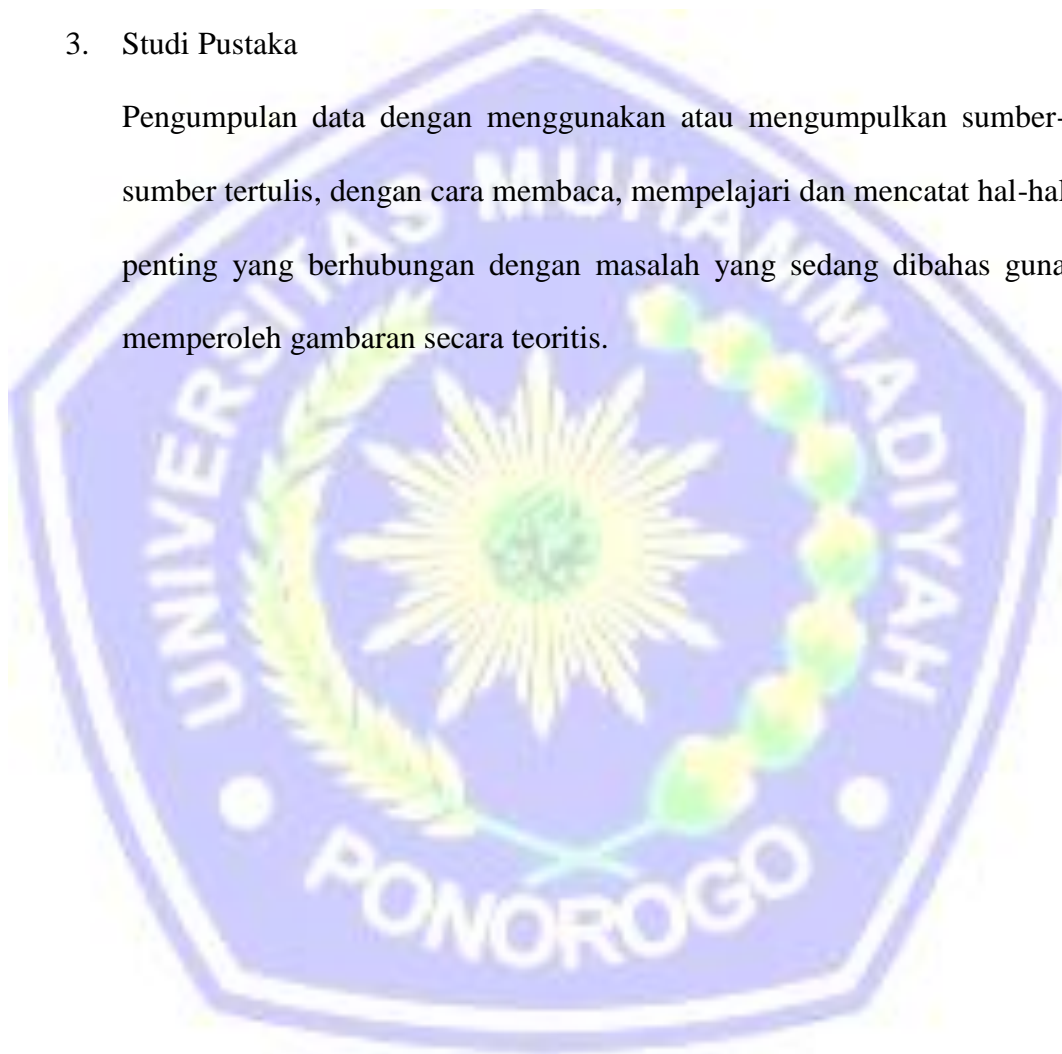 3. Studi Pustaka
Pengumpulan data dengan menggunakan atau mengumpulkan sumber-
sumber tertulis, dengan cara membaca, mempelajari dan mencatat hal-hal
penting yang berhubungan dengan masalah yang sedang dibahas guna
memperoleh gambaran secara teoritis.
UNIVERSITAS MUHAMMADIYAH
PONOROGO